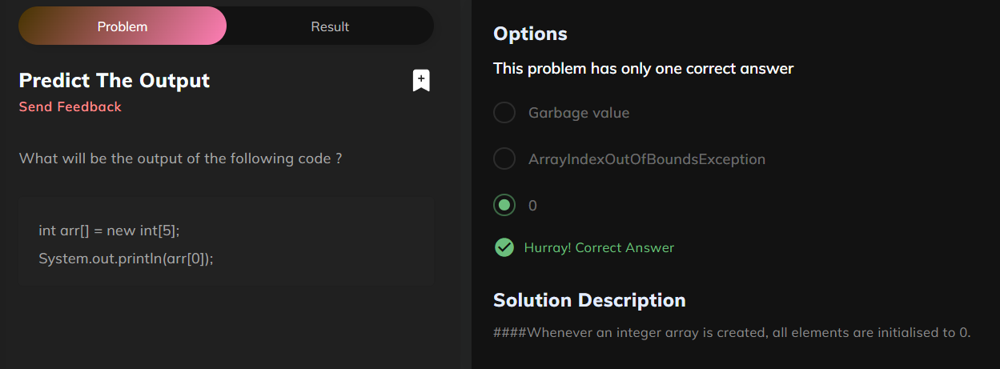 Problem
Result
Predict The Output
Send Feedback
What will be the output of the following code ?
int arr[] = new int[5];
System.out.println(arr[0]);
Options
This problem has only one correct answer
Garbage value
ArrayIndexOutOfBoundsException
0
Hurray! Correct Answer
Solution Description
####Whenever an integer array is created, all elements are initialised to 0.